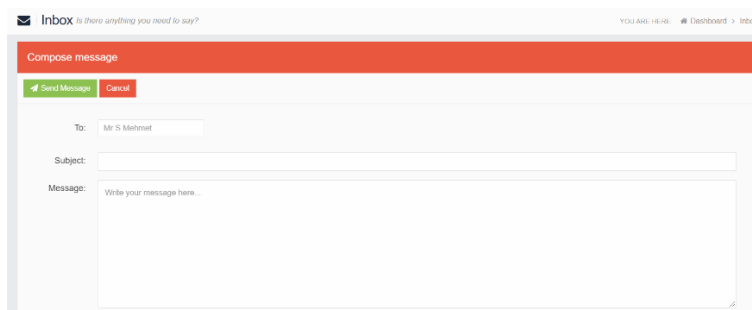 Inbox Is there anything you need to say? YOU ARE HERE: Dashboard > Inbo
Compose message
Send Message Cancel
To: Mr S Mehmet
Subject:
Message: Write your message here...